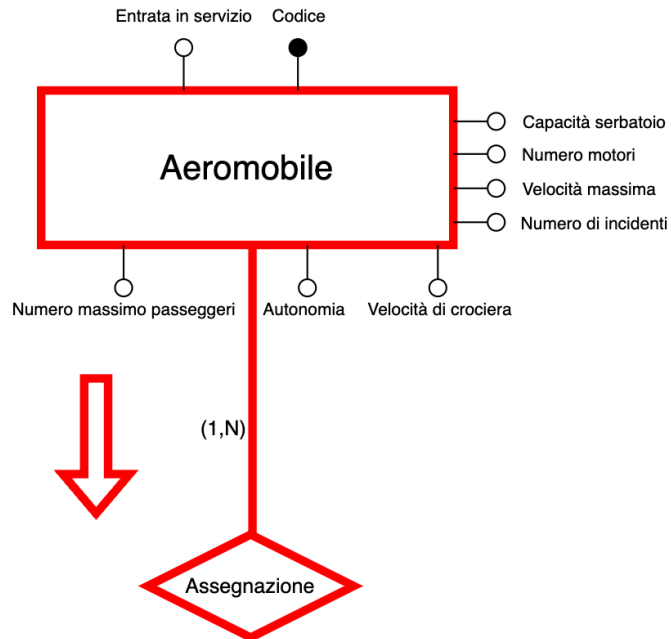 Entrata in servizio
Codice
Aeromobile
Capacità serbatoio
Numero motori
Velocità massima
Numero di incidenti
Numero massimo passeggeri
Autonomia
Velocità di crociera
(1,N)
Assegnazione